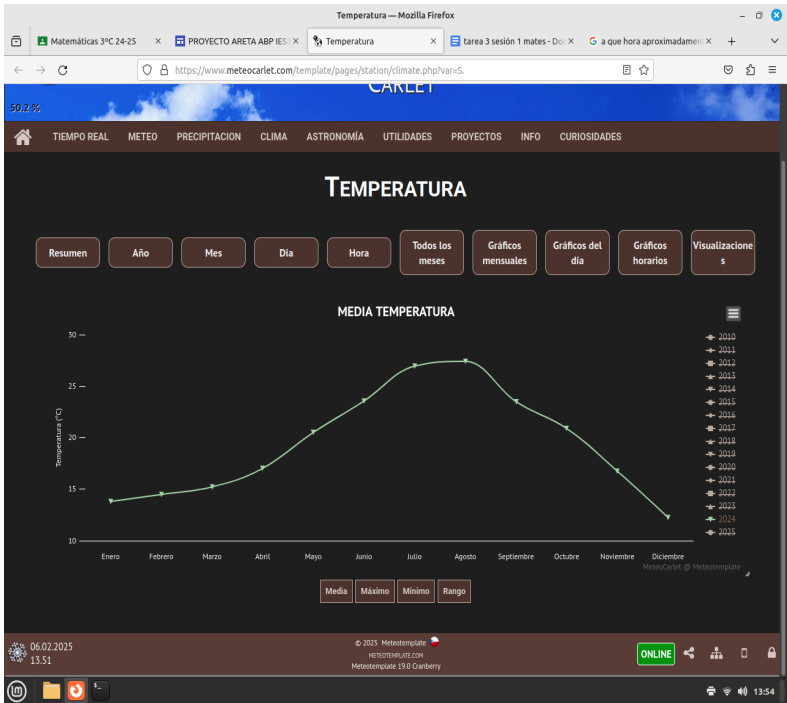 Temperatura — Mozilla Firefox
Matemáticas 3ºC 24-25
PROYECTO ARETA ABP IES
Temperatura
tarea 3 sesión 1 mates - Doc
a que hora aproximadamen
https://www.meteocarlet.com/template/pages/station/climate.php?var=S.
CARLET
50.2 %
TIEMPO REAL METEO PRECIPITACION CLIMA ASTRONOMÍA UTILIDADES PROYECTOS INFO CURIOSIDADES
TEMPERATURA
Resumen
Año
Mes
Dia
Hora
Todos los
meses
Gráficos
mensuales
Gráficos del
día
Gráficos
horarios
Visualizacione
s
MEDIA TEMPERATURA
30
25
20
15
10
Temperatura (°C)
Enero Febrero Marzo Abril Mayo Junio Julio Agosto Septiembre Octubre Noviembre Diciembre
2010
2011
2012
2013
2014
2015
2016
2017
2018
2019
2020
2021
2022
2023
2024
2025
MeteoCarlet @ Meteotemplate
Media Máximo Mínimo Rango
06.02.2025
13.51
© 2025 Meteotemplate
METEOTEMPLATE.COM
Meteotemplate 19.0 Cranberry
ONLINE
13:54